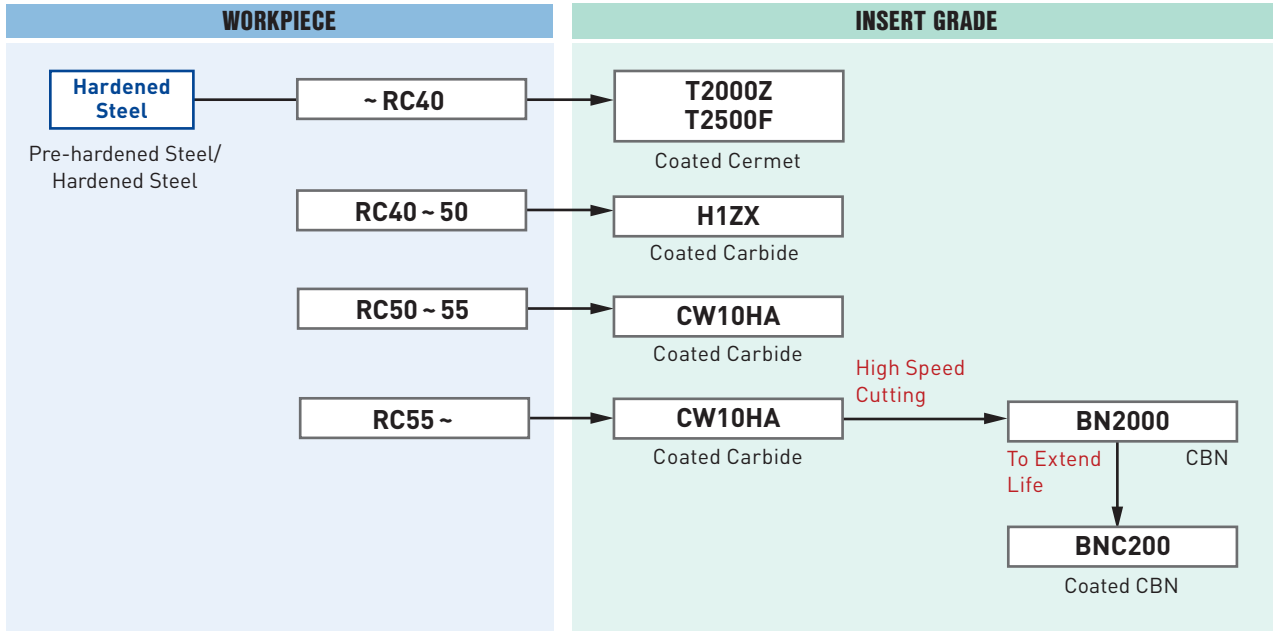 WORKPIECE
INSERT GRADE
Hardened
Steel
Pre-hardened Steel/
Hardened Steel
~ RC40
T2000Z
T2500F
Coated Cermet
RC40 ~ 50
H1ZX
Coated Carbide
RC50 ~ 55
CW10HA
Coated Carbide
RC55 ~
CW10HA
Coated Carbide
High Speed
Cutting
BN2000
CBN
To Extend
Life
BNC200
Coated CBN